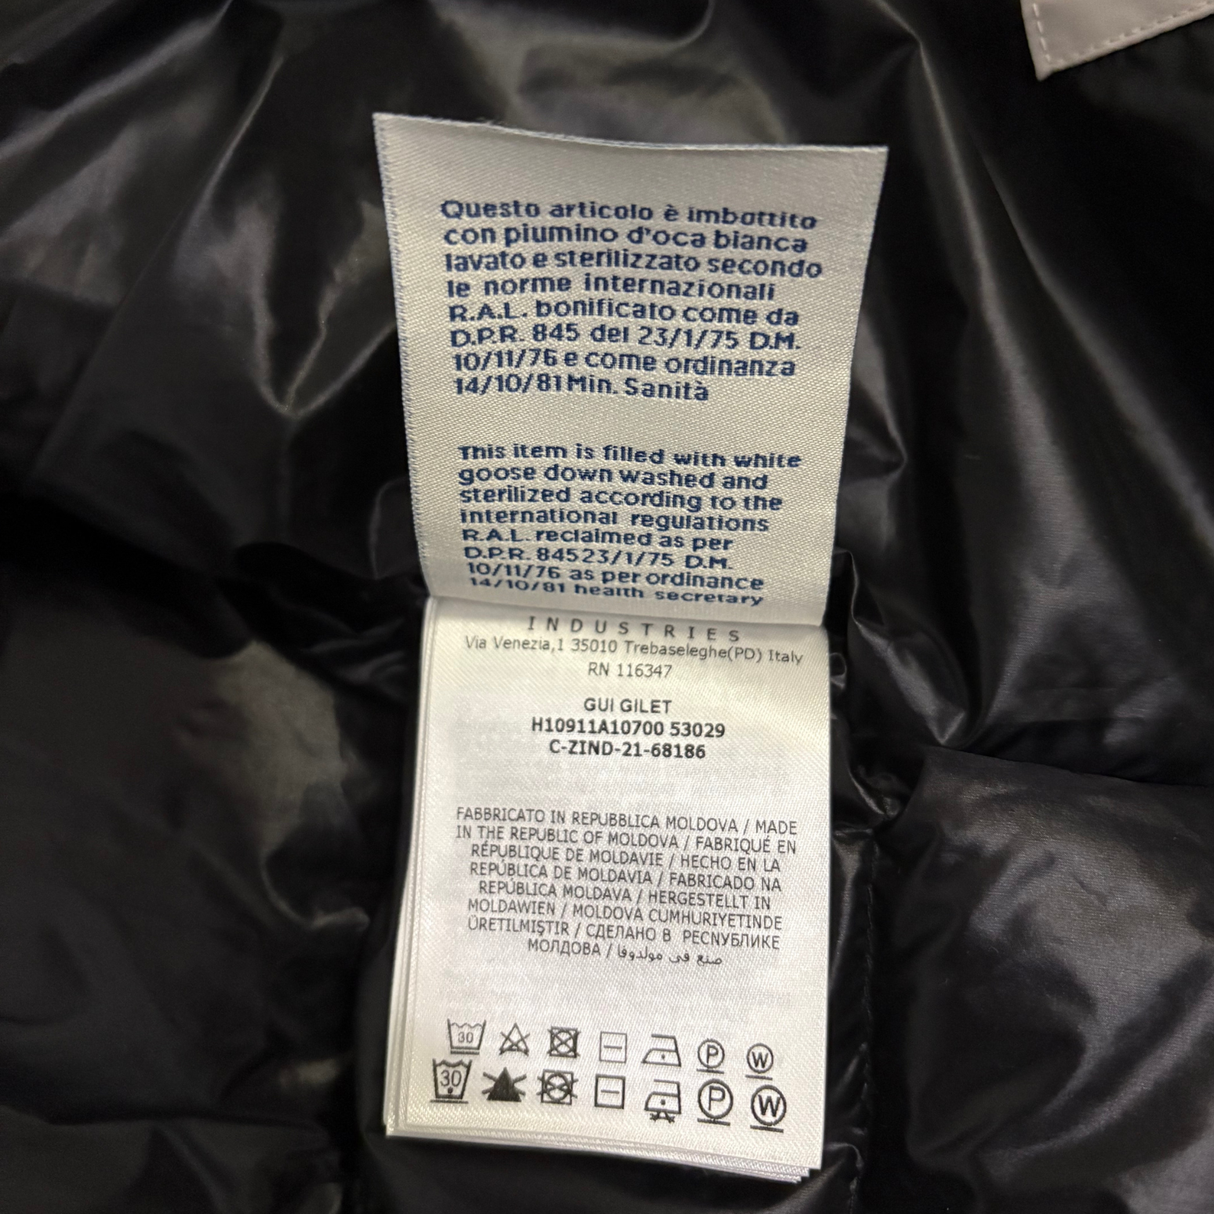 Questo articolo è imbottito
con piumino d'oca bianca
lavato e sterilizzato secondo
le norme internazionali
R.A.L. bonificato come da
D.P.R. 845 del 23/1/75 D.M.
10/11/76 e come ordinanza
14/10/81 Min. Sanità
This item is filled with white
goose down washed and
sterilized according to the
international regulations
R.A.L. reclaimed as per
D.P.R. 84523/1/75 D.M.
10/11/76 as per ordinance
14/10/81 health secretary
INDUSTRIES
Via Venezia,1 35010 Trebaseleghe(PD) Italy
RN 116347
GUI GILET
H10911A10700 53029
C-ZIND-21-68186
FABBRICATO IN REPUBBLICA MOLDOVA / MADE
IN THE REPUBLIC OF MOLDOVA / FABRIQUÉ EN
RÉPUBLIQUE DE MOLDAVIE / HECHO EN LA
REPÚBLICA DE MOLDAVIA / FABRICADO NA
REPÚBLICA MOLDAVA / HERGESTELLT IN
MOLDAWIEN / MOLDOVA CUMHURIYETINDE
ÜRETILMIŞTIR / СДЕЛАНО В РЕСПУБЛИКЕ
МОЛДОВА / صنع في مولدوفا
30 P W
30 P W